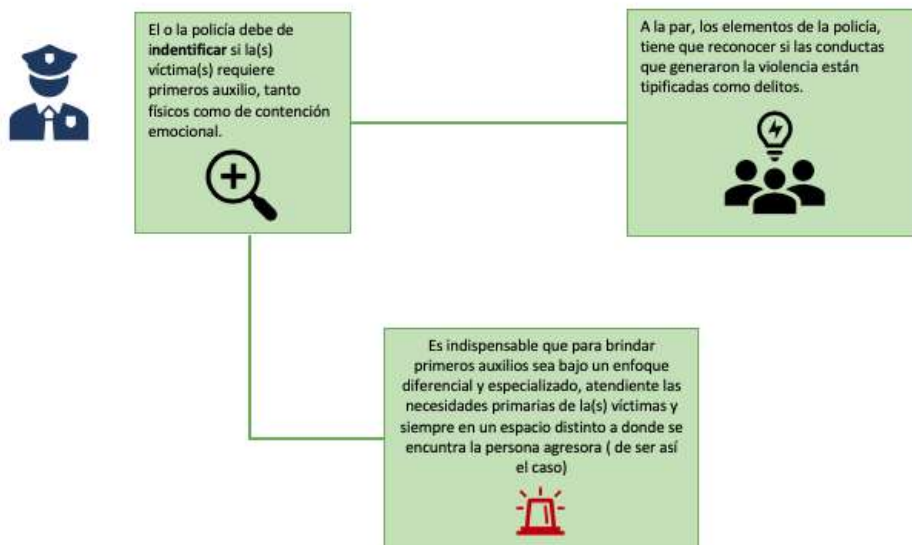 El o la policía debe de
indentificar si la(s)
víctima(s) requiere
primeros auxilio, tanto
físicos como de contención
emocional.
A la par, los elementos de la policía,
tiene que reconocer si las conductas
que generaron la violencia están
tipificadas como delitos.
Es indispensable que para brindar
primeros auxilios sea bajo un enfoque
diferencial y especializado, atendiente las
necesidades primarias de la(s) víctimas y
siempre en un espacio distinto a donde se
encuntra la persona agresora ( de ser así
el caso)